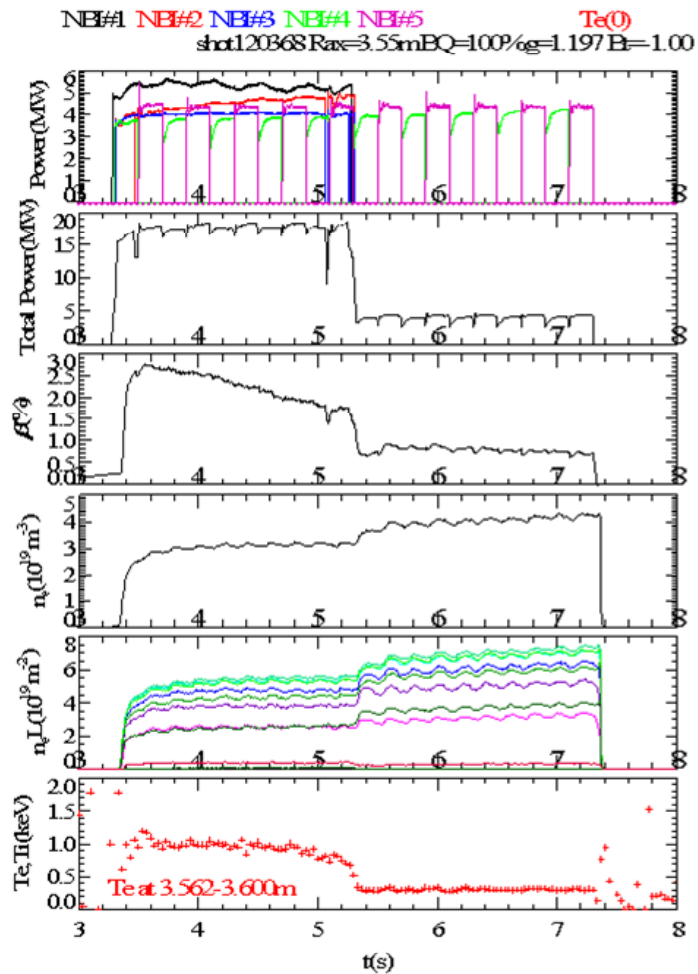 NBI#1 NBI#2 NBI#3 NBI#4 NBI#5 Te(0)
shot120368 Rax=3.55m BQ=100% g=1.197 Bt=-1.00
Power(MW)
6
5
4
3
2
1
0
3 4 5 6 7 8
Total Power(MW)
20
15
10
5
0
3 4 5 6 7 8
β(%)
3.0
2.5
2.0
1.5
1.0
0.5
0.0
3 4 5 6 7 8
nₑ(10¹⁹m⁻³)
5
4
3
2
1
0
3 4 5 6 7 8
nₑL(10¹⁹m⁻²)
8
6
4
2
0
3 4 5 6 7 8
Te,Ti(keV)
2.0
1.5
1.0
0.5
0.0
Te at 3.562-3.600m
3 4 5 6 7 8
t(s)